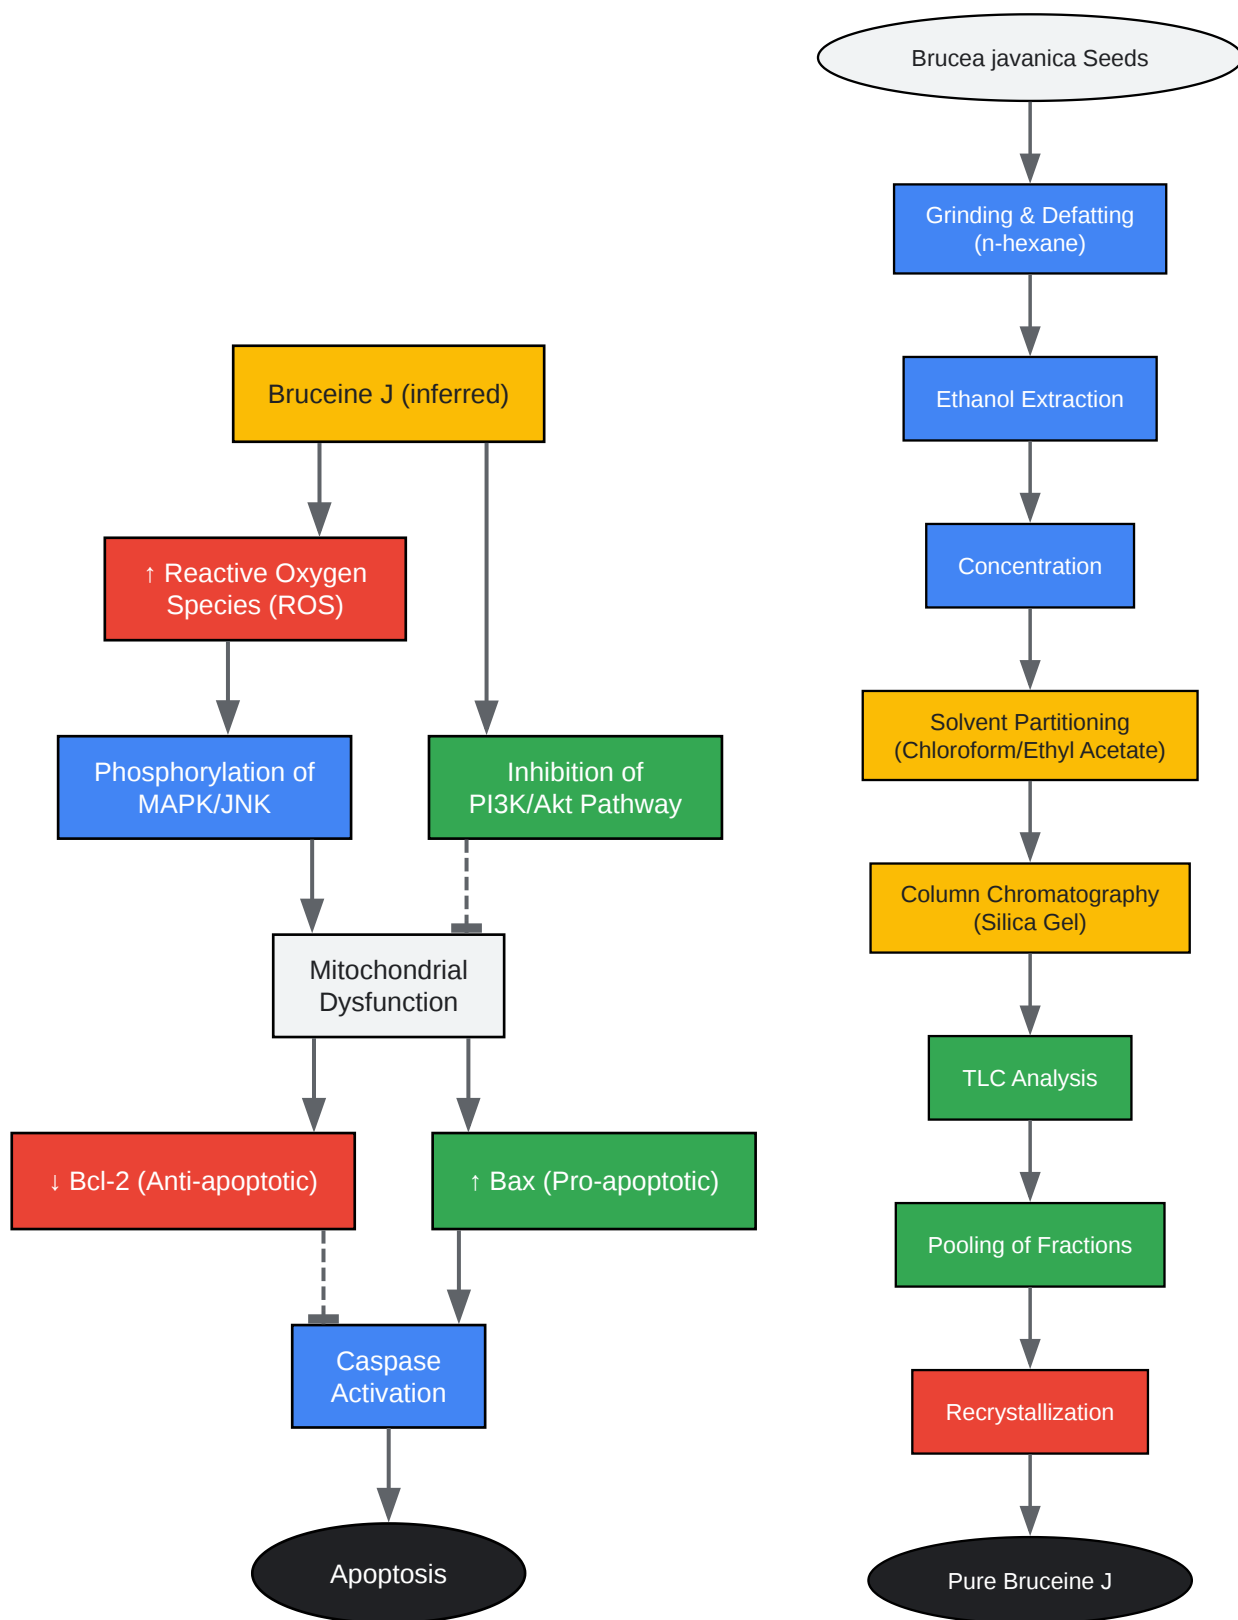 Bruceine J (inferred)
↑ Reactive Oxygen
Species (ROS)
Phosphorylation of
MAPK/JNK
Inhibition of
PI3K/Akt Pathway
Mitochondrial
Dysfunction
↓ Bcl-2 (Anti-apoptotic)
↑ Bax (Pro-apoptotic)
Caspase
Activation
Apoptosis
Brucea javanica Seeds
Grinding & Defatting
(n-hexane)
Ethanol Extraction
Concentration
Solvent Partitioning
(Chloroform/Ethyl Acetate)
Column Chromatography
(Silica Gel)
TLC Analysis
Pooling of Fractions
Recrystallization
Pure Bruceine J